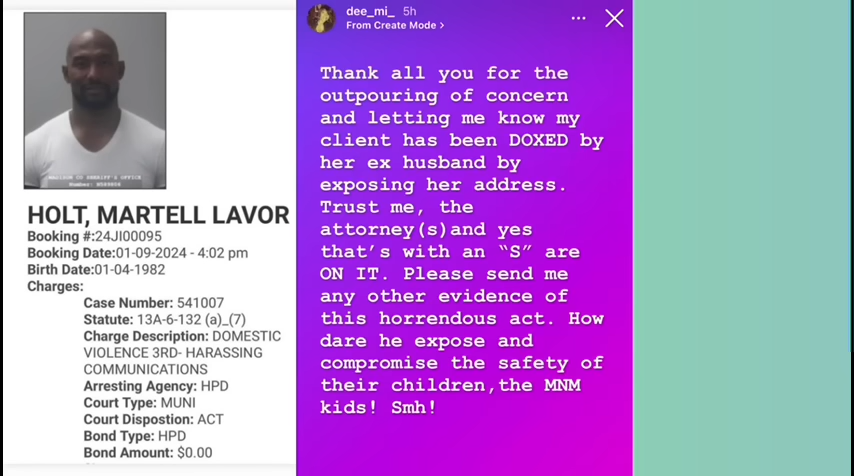 MADISON CO SHERIFF'S OFFICE
HOLT, MARTELL LAVOR
Booking #:24JI00095
Booking Date:01-09-2024 - 4:02 pm
Birth Date:01-04-1982
Charges:
Case Number: 541007
Statute: 13A-6-132 (a)_(7)
Charge Description: DOMESTIC
VIOLENCE 3RD- HARASSING
COMMUNICATIONS
Arresting Agency: HPD
Court Type: MUNI
Court Dispostion: ACT
Bond Type: HPD
Bond Amount: $0.00
dee_mi_ 5h
From Create Mode >
Thank all you for the
outpouring of concern
and letting me know my
client has been DOXED by
her ex husband by
exposing her address.
Trust me, the
attorney(s)and yes
that's with an “S” are
ON IT. Please send me
any other evidence of
this horrendous act. How
dare he expose and
compromise the safety of
their children,the MNM
kids! Smh!